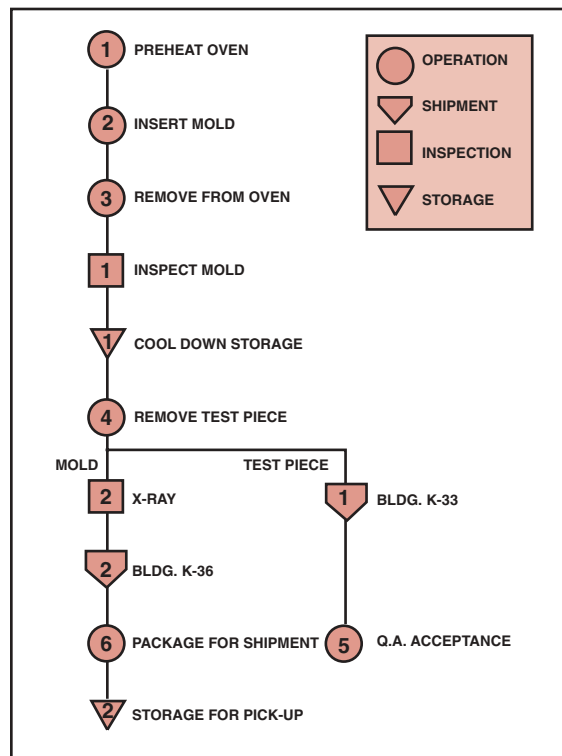 1 PREHEAT OVEN
2 INSERT MOLD
3 REMOVE FROM OVEN
1 INSPECT MOLD
1 COOL DOWN STORAGE
4 REMOVE TEST PIECE
MOLD TEST PIECE
2 X-RAY
1 BLDG. K-33
2 BLDG. K-36
6 PACKAGE FOR SHIPMENT
5 Q.A. ACCEPTANCE
2 STORAGE FOR PICK-UP
OPERATION
SHIPMENT
INSPECTION
STORAGE